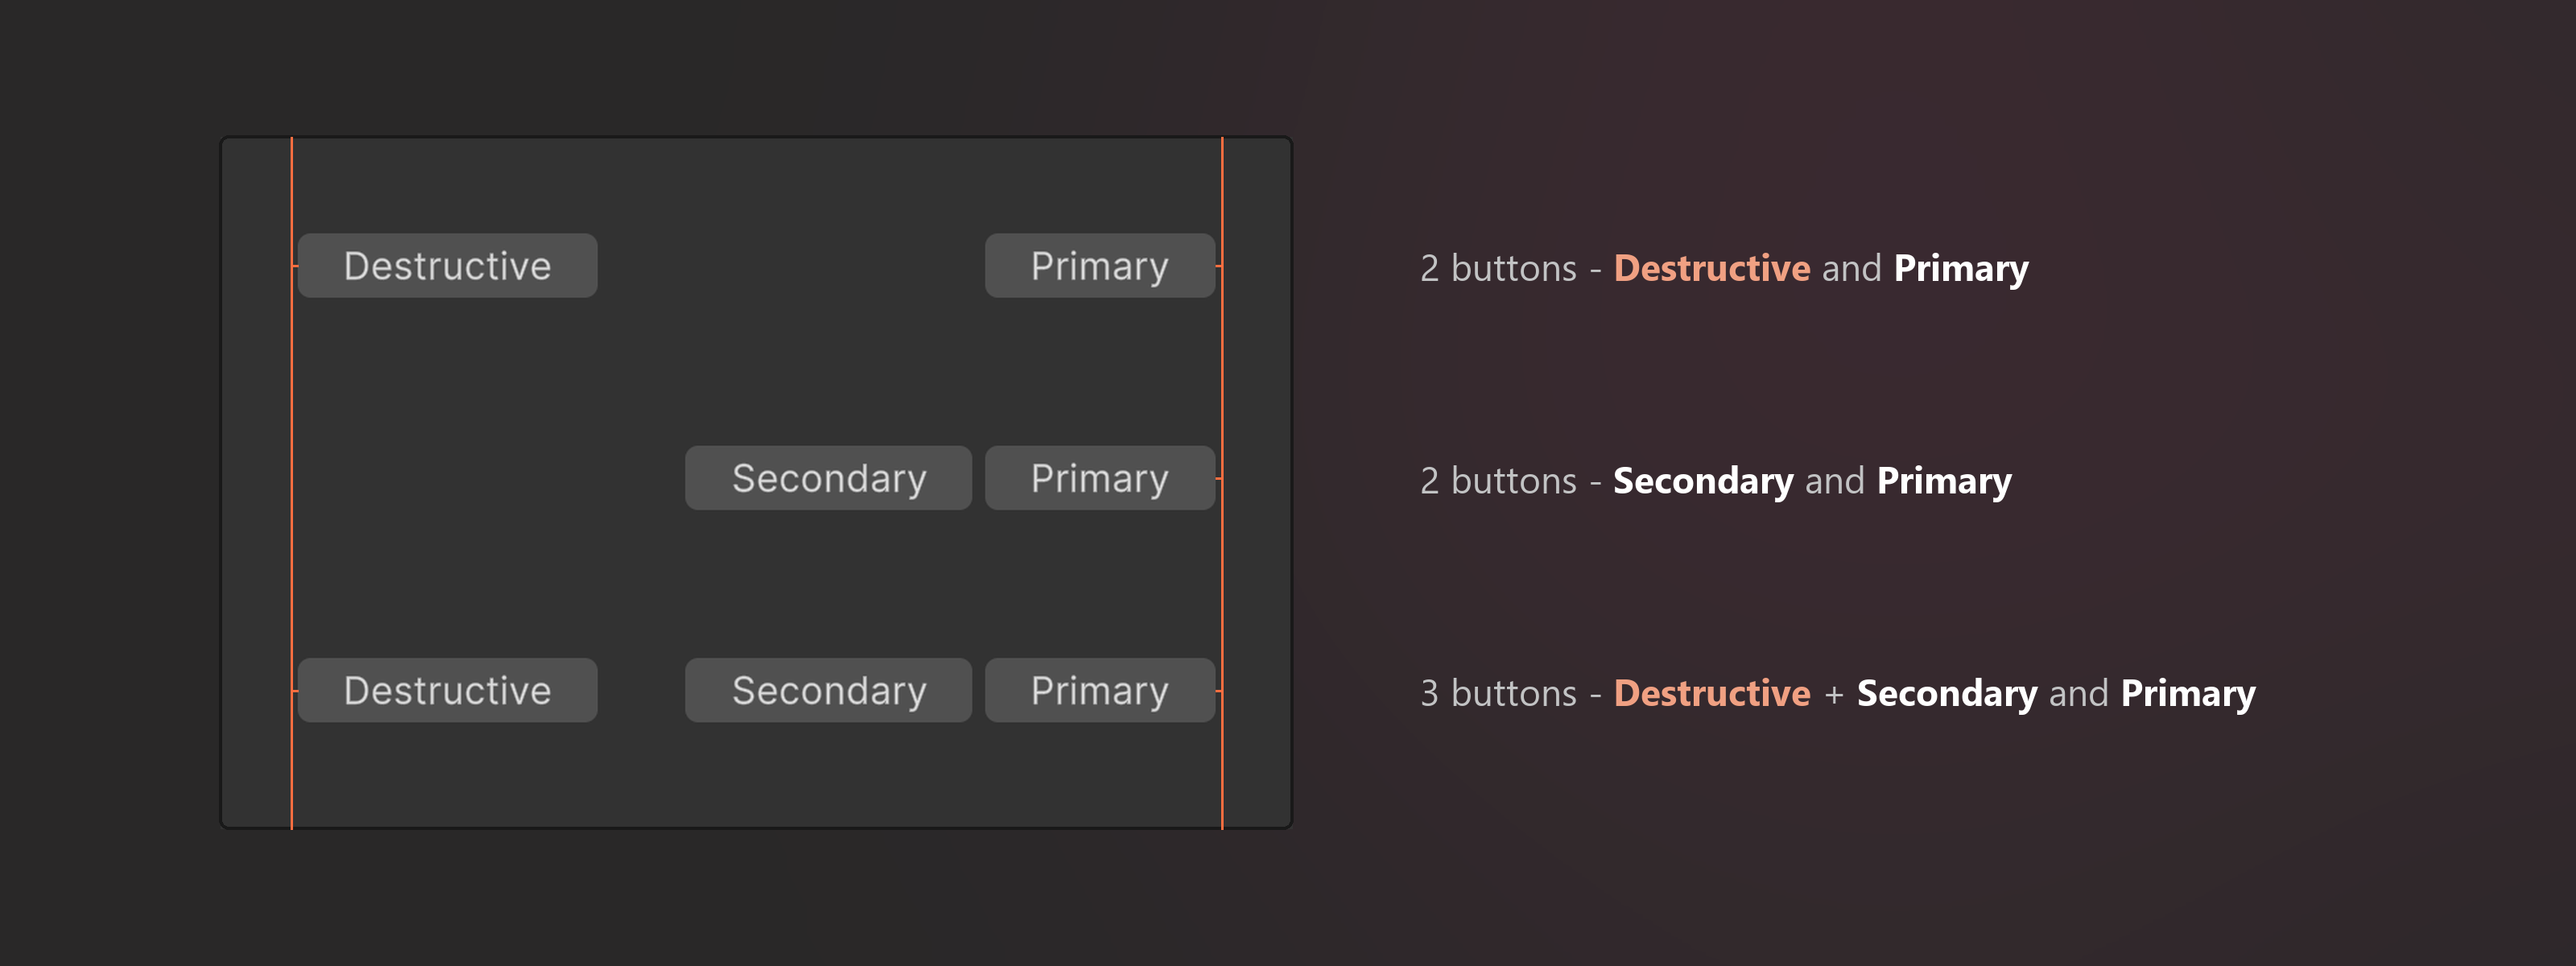 Destructive Primary 2 buttons - Destructive and Primary
Secondary Primary 2 buttons - Secondary and Primary
Destructive Secondary Primary 3 buttons - Destructive + Secondary and Primary